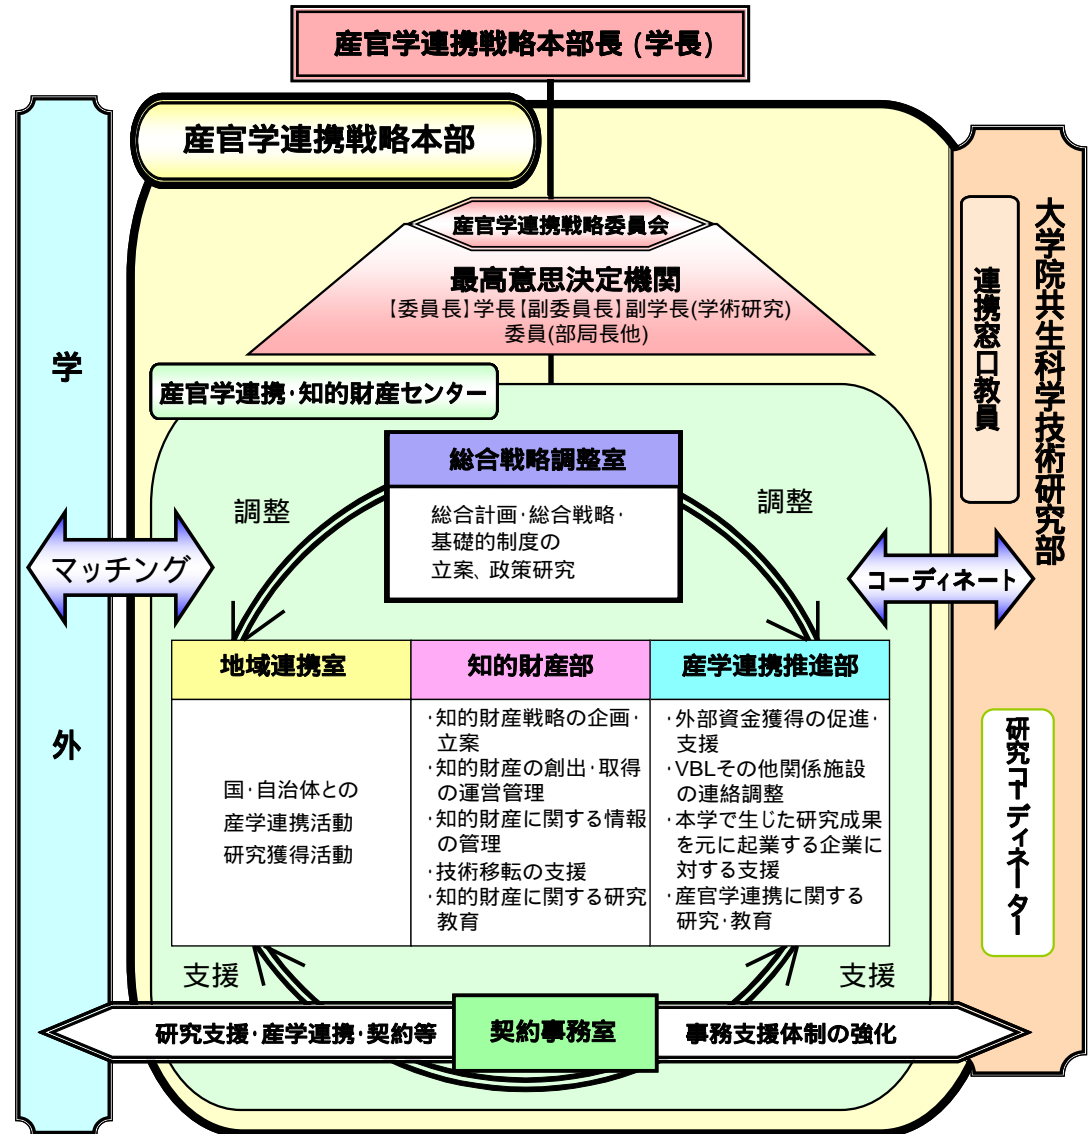 産官学連携戦略本部長(学長)
産官学連携戦略本部
産官学連携戦略委員会
最高意思決定機関
【委員長】学長【副委員長】副学長(学術研究)
委員(部局長他)
産官学連携・知的財産センター
総合戦略調整室
総合計画・総合戦略・
基礎的制度の
立案、政策研究
調整
調整
学
外
マッチング
コーディネート
大学院共生科学技術研究部
連携窓口教員
研究コーディネーター
地域連携室
国・自治体との
産学連携活動
研究獲得活動
知的財産部
・知的財産戦略の企画・
立案
・知的財産の創出・取得
の運営管理
・知的財産に関する情報
の管理
・技術移転の支援
・知的財産に関する研究
教育
産学連携推進部
・外部資金獲得の促進・
支援
・VBLその他関係施設
の連絡調整
・本学で生じた研究成果
を元に起業する企業に
対する支援
・産官学連携に関する
研究・教育
支援
支援
研究支援・産学連携・契約等
契約事務室
事務支援体制の強化